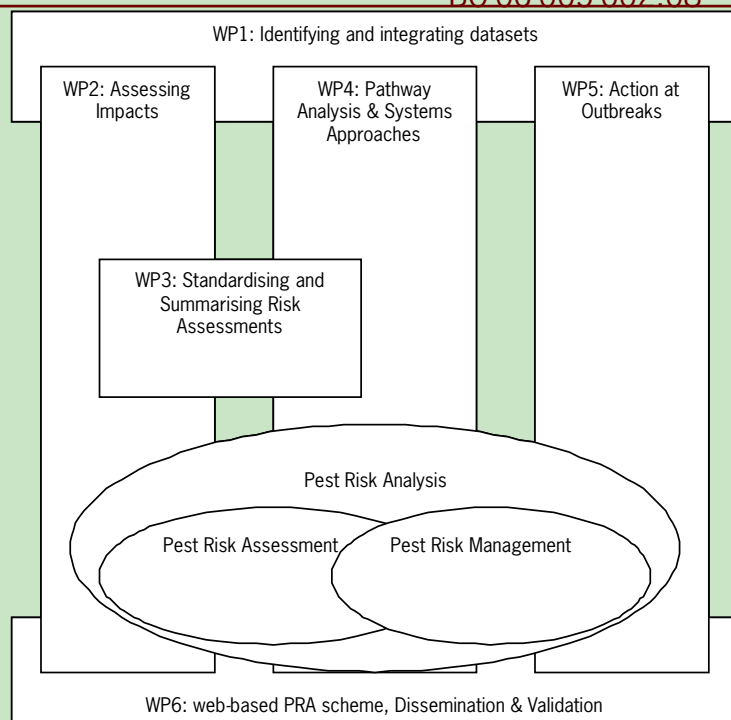 WP1: Identifying and integrating datasets
WP2: Assessing
Impacts
WP4: Pathway
Analysis & Systems
Approaches
WP5: Action at
Outbreaks
WP3: Standardising and
Summarising Risk
Assessments
Pest Risk Analysis
Pest Risk Assessment
Pest Risk Management
WP6: web-based PRA scheme, Dissemination & Validation